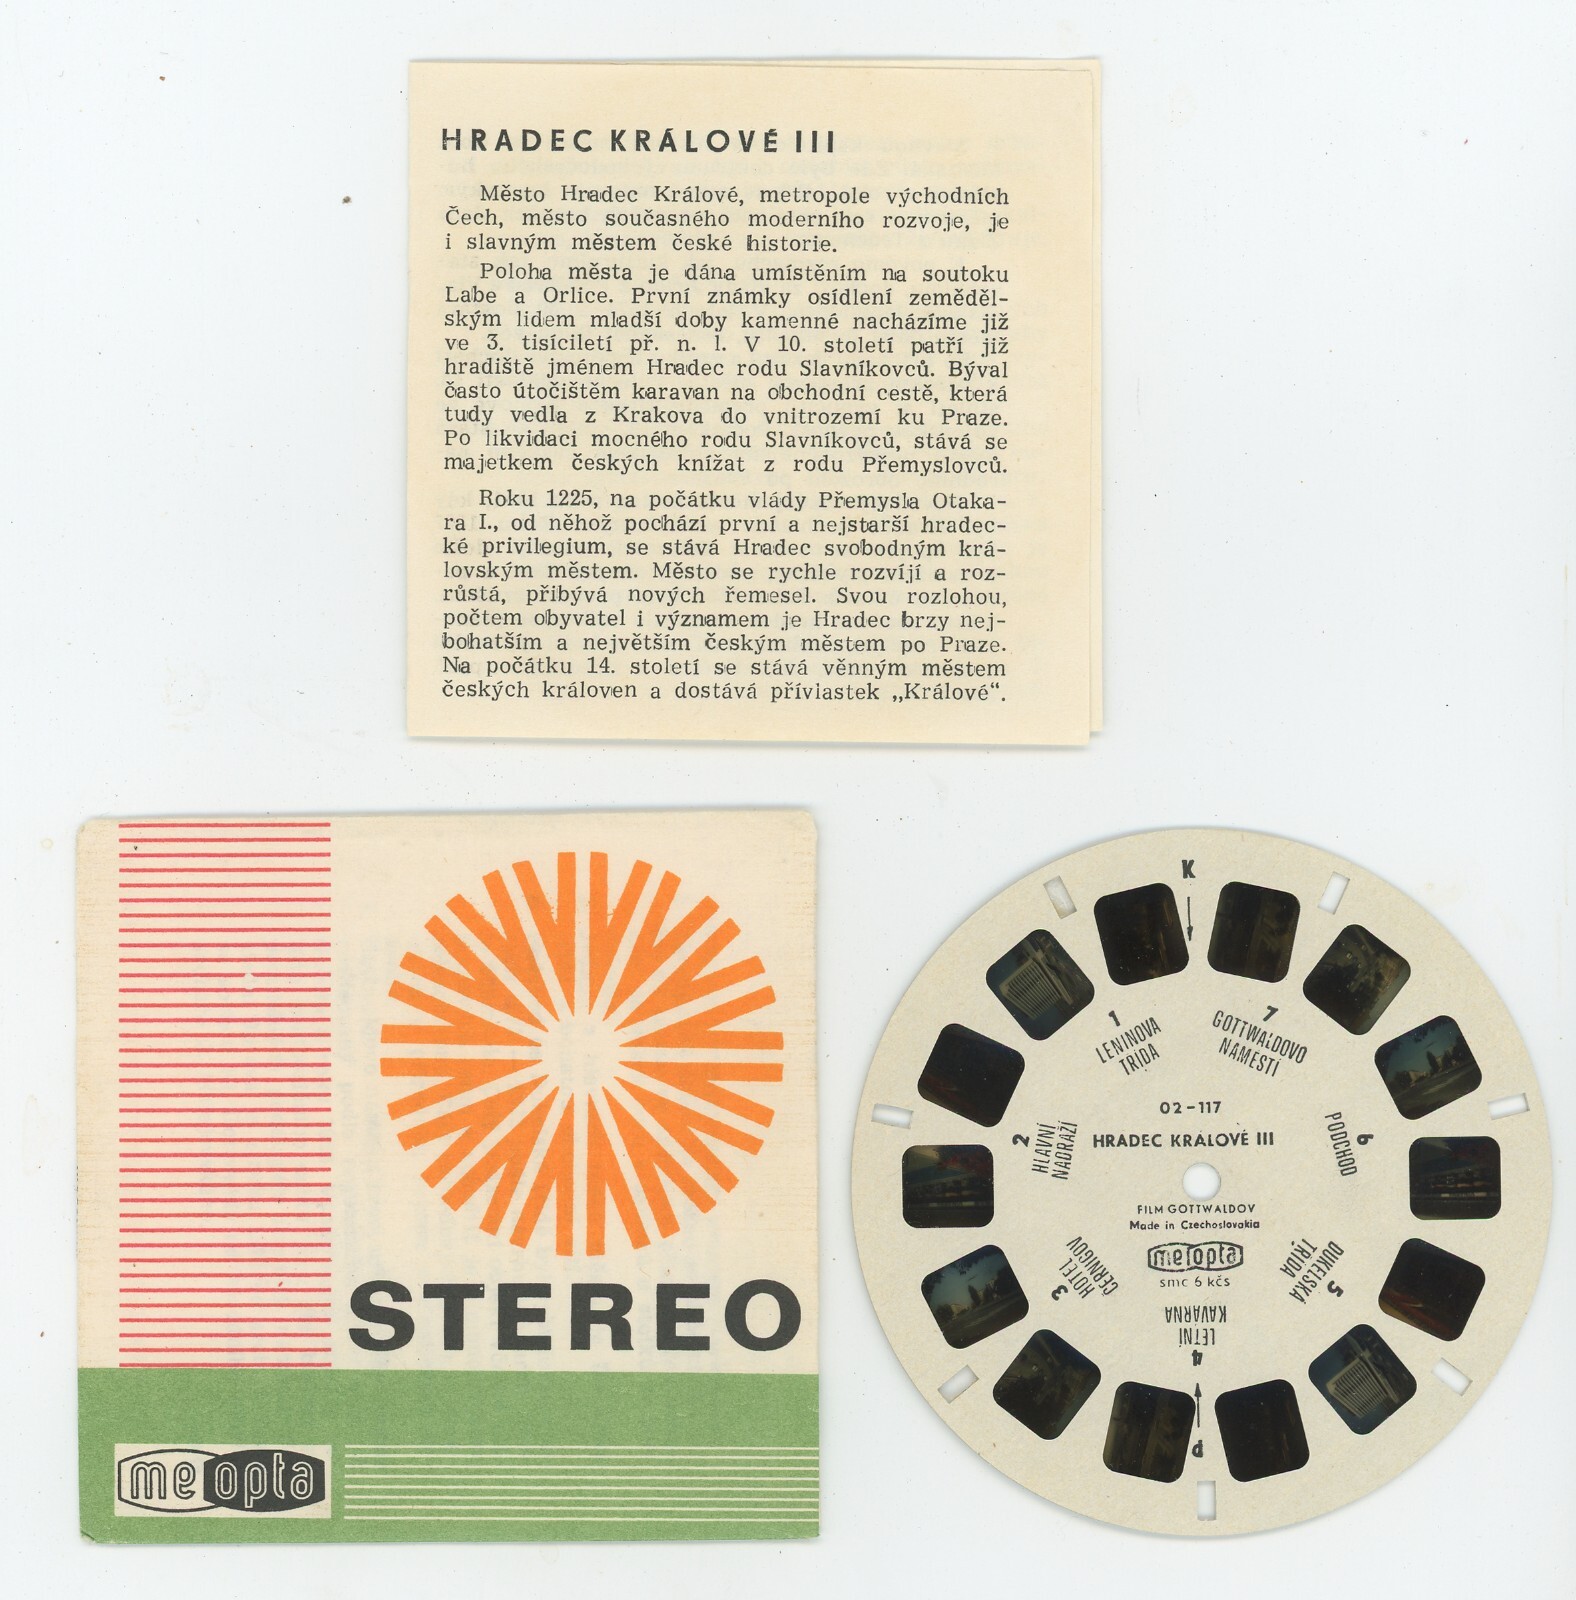 HRADEC KRÁLOVÉ III
Město Hradec Králové, metropole východních
Čech, město současného moderního rozvoje, je
i slavným městem české historie.
Poloha města je dána umístěním na soutoku
Labe a Orlice. První známky osídlení zeměděl-
ským lidem mladší doby kamenné nacházíme již
ve 3. tisíciletí př. n. l. V 10. století patří již
hradiště jménem Hradec rodu Slavníkovců. Býval
často útočištěm karavan na obchodní cestě, která
tudy vedla z Krakova do vnitrozemí ku Praze.
Po likvidaci mocného rodu Slavníkovců, stává se
majetkem českých knížat z rodu Přemyslovců.
Roku 1225, na počátku vlády Přemysla Otaka-
ra I., od něhož pochází první a nejstarší hradec-
ké privilegium, se stává Hradec svobodným krá-
lovským městem. Město se rychle rozvíjí a roz-
růstá, přibývá nových řemesel. Svou rozlohou,
počtem obyvatel i významem je Hradec brzy nej-
bohatším a největším českým městem po Praze.
Na počátku 14. století se stává věnným městem
českých královen a dostává přívlastek „Králové“.
STEREO
meopta
K
1
LENINOVA
TŘIDA
7
GOTTWALDOVO
NAMESTÍ
02-117
HRADEC KRÁLOVÉ III
2
HLAVNÍ
NADRAŽÍ
6
PODCHOD
FILM GOTTWALDOV
Made in Czechoslovakia
meopta
smc 6 kčs
3
HOTEL
ČERNIGOV
5
DUKELSKÁ
TŘIDA
4
LETNÍ
KAVÁRNA
P